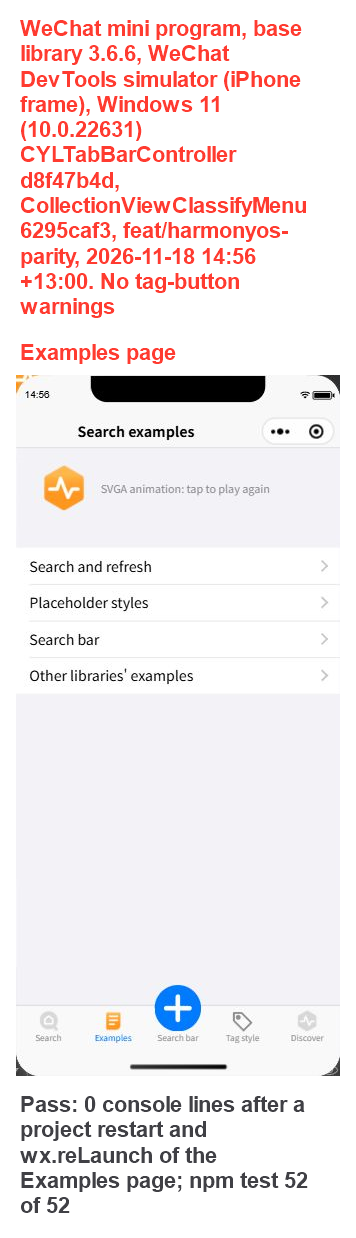 WeChat mini program, base
library 3.6.6, WeChat
DevTools simulator (iPhone
frame), Windows 11
(10.0.22631)
CYLTabBarController
d8f47b4d,
CollectionViewClassifyMenu
6295caf3, feat/harmonyos-
parity, 2026-11-18 14:56
+13:00. No tag-button
warnings
Examples page
14:56
Search examples
SVGA animation: tap to play again
Search and refresh
Placeholder styles
Search bar
Other libraries' examples
Search
Examples
Search bar
Tag style
Discover
Pass: 0 console lines after a
project restart and
wx.reLaunch of the
Examples page; npm test 52
of 52